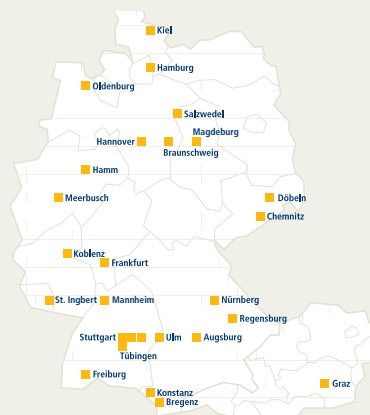 Kiel
Hamburg
Oldenburg
Salzwedel
Magdeburg
Hannover
Braunschweig
Hamm
Meerbusch
Döbeln
Chemnitz
Koblenz
Frankfurt
St. Ingbert
Mannheim
Nürnberg
Regensburg
Stuttgart
Ulm
Augsburg
Tübingen
Freiburg
Graz
Konstanz
Bregenz